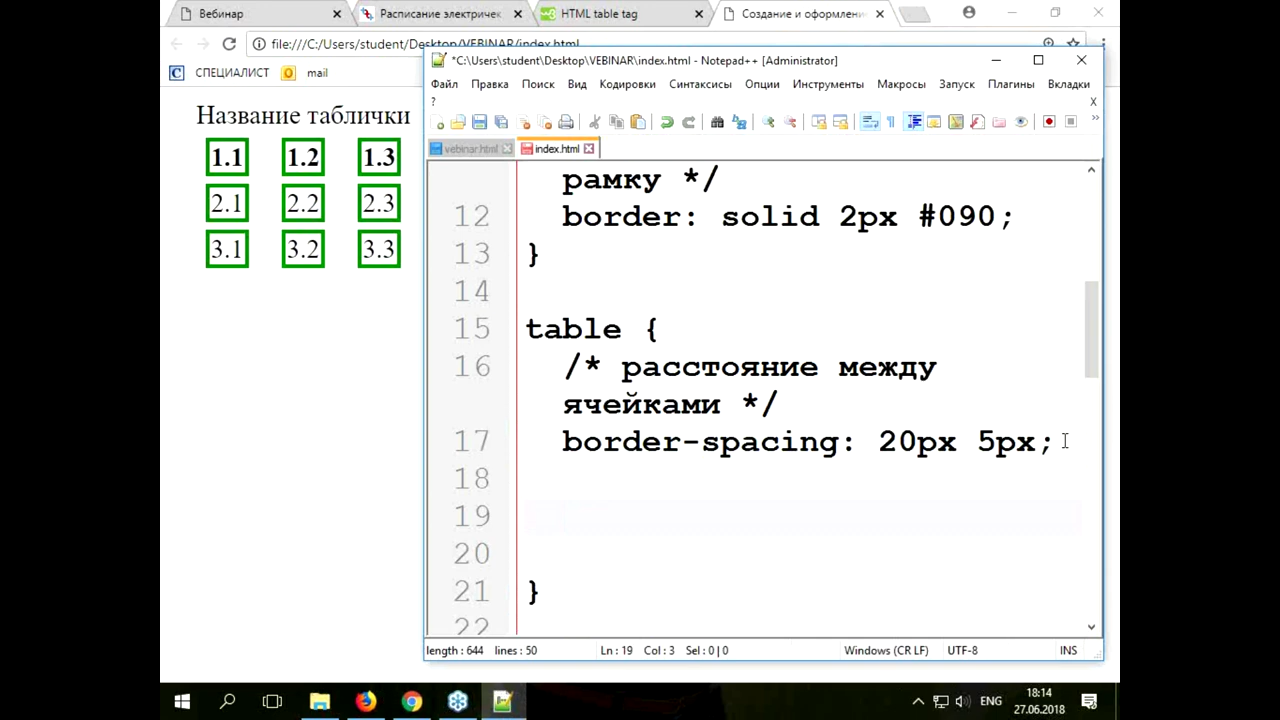 Вебинар
Расписание электричек
HTML table tag
Создание и оформлени
file:///C:/Users/student/Desktop/VEBINAR/index.html
СПЕЦИАЛИСТ
mail
Название таблички
1.1 1.2 1.3
2.1 2.2 2.3
3.1 3.2 3.3
*C:\Users\student\Desktop\VEBINAR\index.html - Notepad++ [Administrator]
Файл Правка Поиск Вид Кодировки Синтаксисы Опции Инструменты Макросы Запуск Плагины Вкладки
? X
vebinar.html index.html
рамку */
12 border: solid 2px #090;
13 }
14
15 table {
16 /* расстояние между
ячейками */
17 border-spacing: 20px 5px;
18
19
20
21 }
22
length : 644 lines : 50 Ln : 19 Col : 3 Sel : 0 | 0 Windows (CR LF) UTF-8 INS
ENG
18:14
27.06.2018